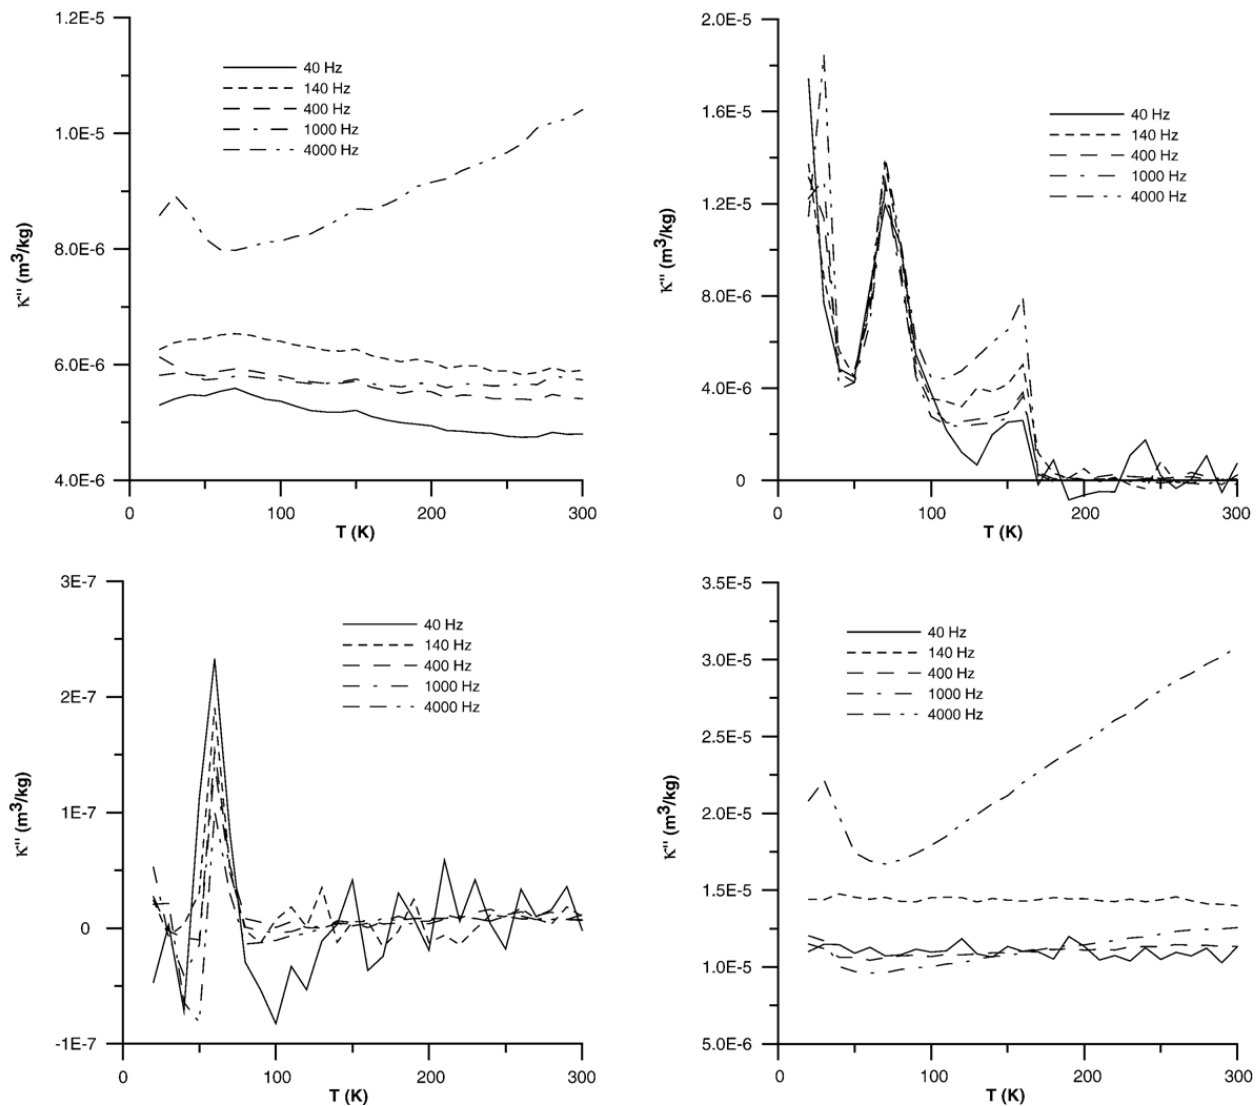 1.2E-5
1.0E-5
8.0E-6
6.0E-6
4.0E-6
κ'' (m3/kg)
40 Hz
140 Hz
400 Hz
1000 Hz
4000 Hz
0 100 200 300
T (K)
2.0E-5
1.6E-5
1.2E-5
8.0E-6
4.0E-6
0
κ'' (m3/kg)
40 Hz
140 Hz
400 Hz
1000 Hz
4000 Hz
0 100 200 300
T (K)
3E-7
2E-7
1E-7
0
-1E-7
κ'' (m3/kg)
40 Hz
140 Hz
400 Hz
1000 Hz
4000 Hz
0 100 200 300
T (K)
3.5E-5
3.0E-5
2.5E-5
2.0E-5
1.5E-5
1.0E-5
5.0E-6
κ'' (m3/kg)
40 Hz
140 Hz
400 Hz
1000 Hz
4000 Hz
0 100 200 300
T (K)